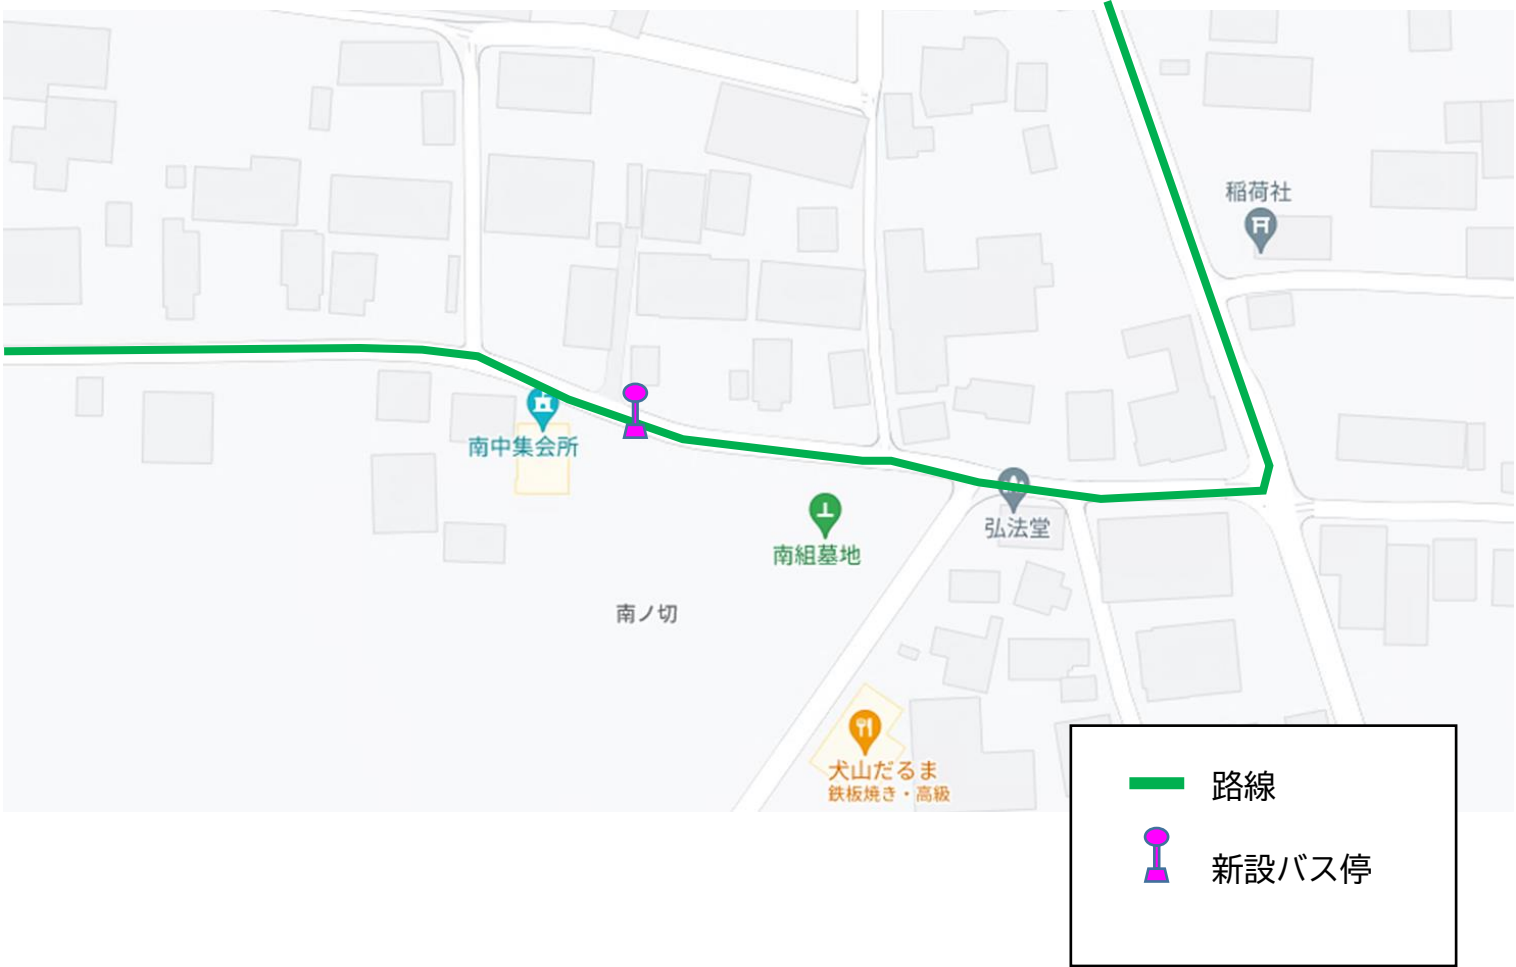 稲荷社
南中集会所
弘法堂
南組墓地
南ノ切
犬山だるま
鉄板焼き・高級
路線
新設バス停